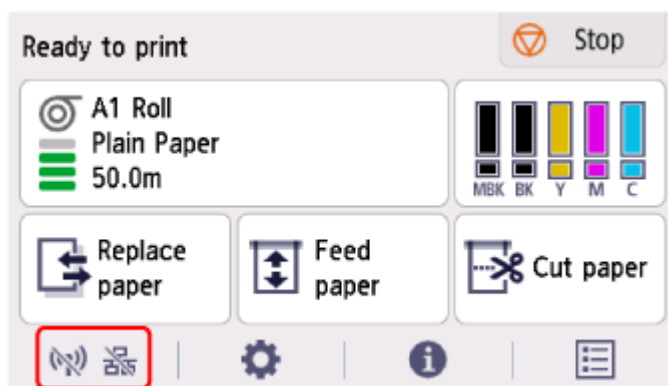 Ready to print
Stop
A1 Roll
Plain Paper
50.0m
MBK BK Y M C
Replace
paper
Feed
paper
Cut paper